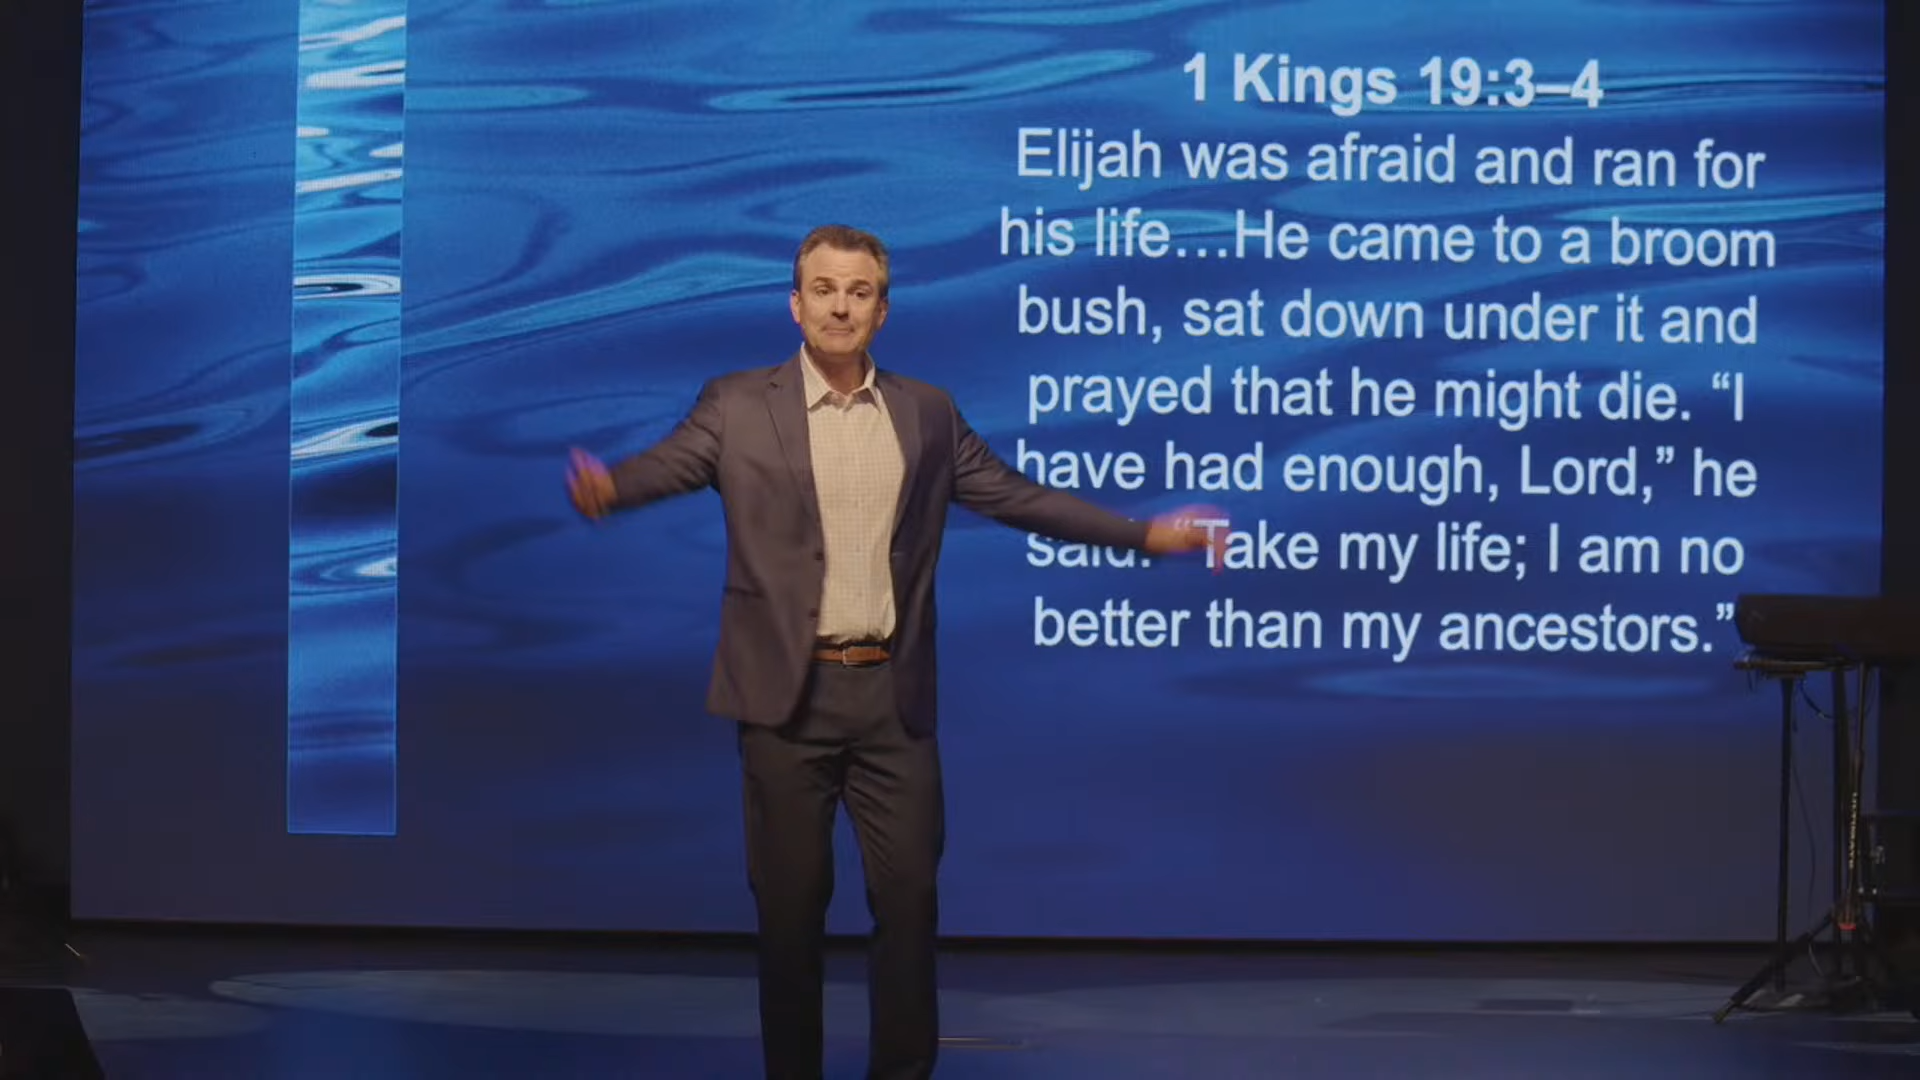 1 Kings 19:3–4
Elijah was afraid and ran for
his life…He came to a broom
bush, sat down under it and
prayed that he might die. “I
have had enough, Lord,” he
said. “Take my life; I am no
better than my ancestors.”